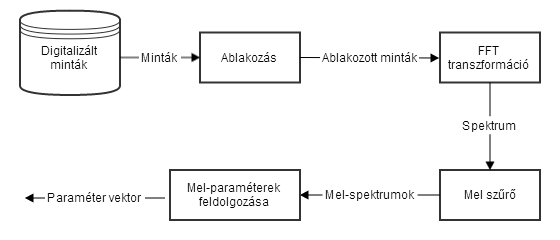 Digitalizált
minták
Minták
Ablakozás
Ablakozott minták
FFT
transzformáció
Spektrum
Mel szűrő
Mel-spektrumok
Mel-paraméterek
feldolgozása
Paraméter vektor